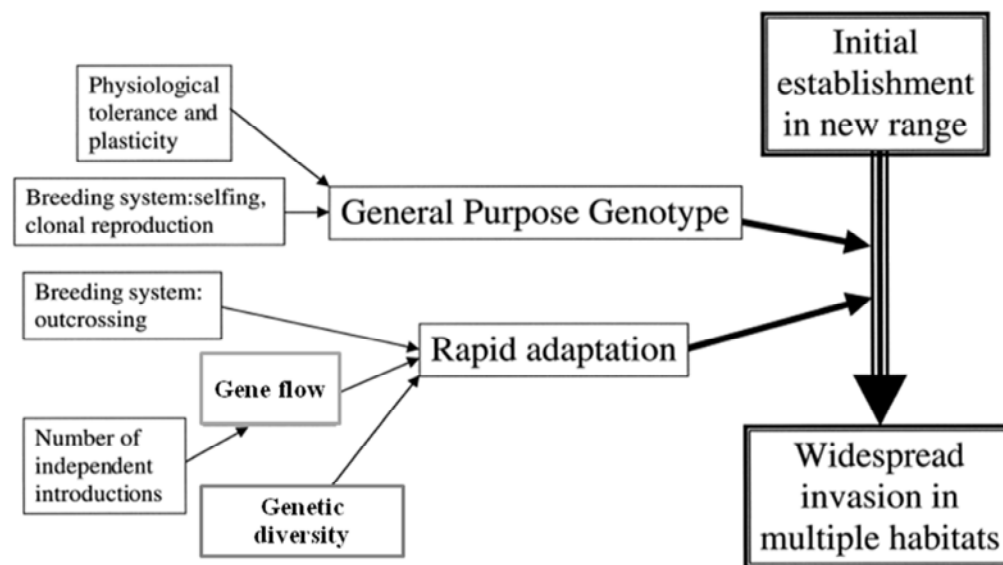 Initial
establishment
in new range
Physiological
tolerance and
plasticity
Breeding system:selfing,
clonal reproduction
General Purpose Genotype
Breeding system:
outcrossing
Rapid adaptation
Gene flow
Number of
independent
introductions
Genetic
diversity
Widespread
invasion in
multiple habitats